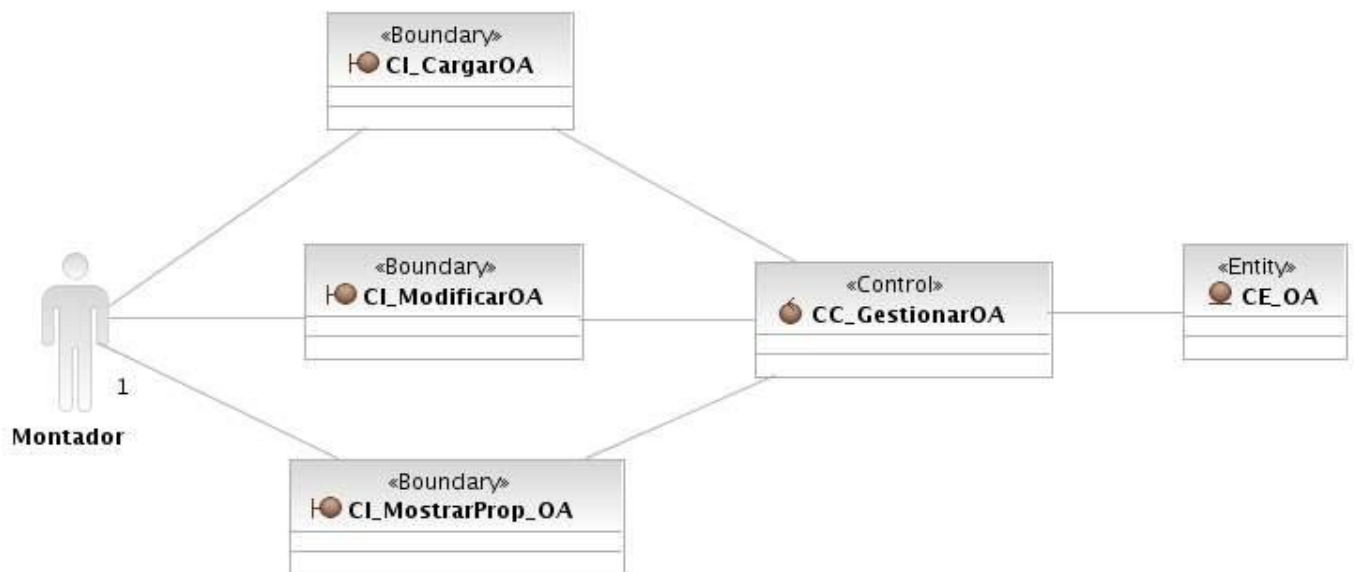 «Boundary»
CI_CargarOA
«Boundary»
CI_ModificarOA
«Control»
CC_GestionarOA
«Entity»
CE_OA
1
Montador
«Boundary»
CI_MostrarProp_OA